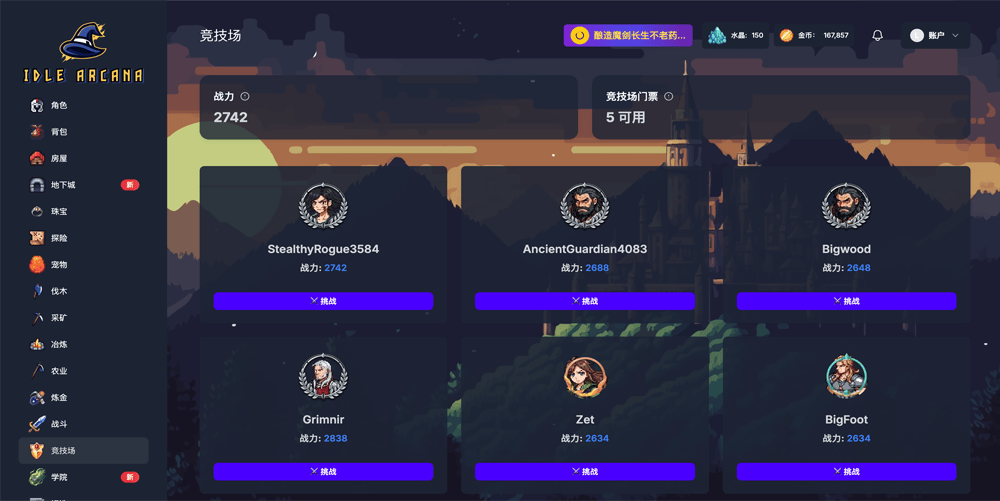 IDLE ARCANA
角色
背包
房屋
地下城 新
珠宝
探险
宠物
伐木
采矿
冶炼
农业
炼金
战斗
竞技场
学院 新
竞技场
酿造魔剑长生不老药...
水晶: 150
金币: 167,857
账户
战力
2742
竞技场门票
5 可用
StealthyRogue3584
战力: 2742
挑战
AncientGuardian4083
战力: 2688
挑战
Bigwood
战力: 2648
挑战
Grimnir
战力: 2838
挑战
Zet
战力: 2634
挑战
BigFoot
战力: 2634
挑战